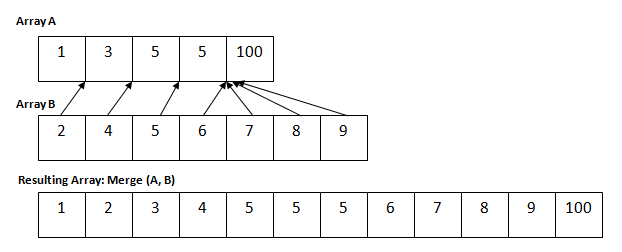 Array A
1 3 5 5 100
Array B
2 4 5 6 7 8 9
Resulting Array: Merge (A, B)
1 2 3 4 5 5 5 6 7 8 9 100